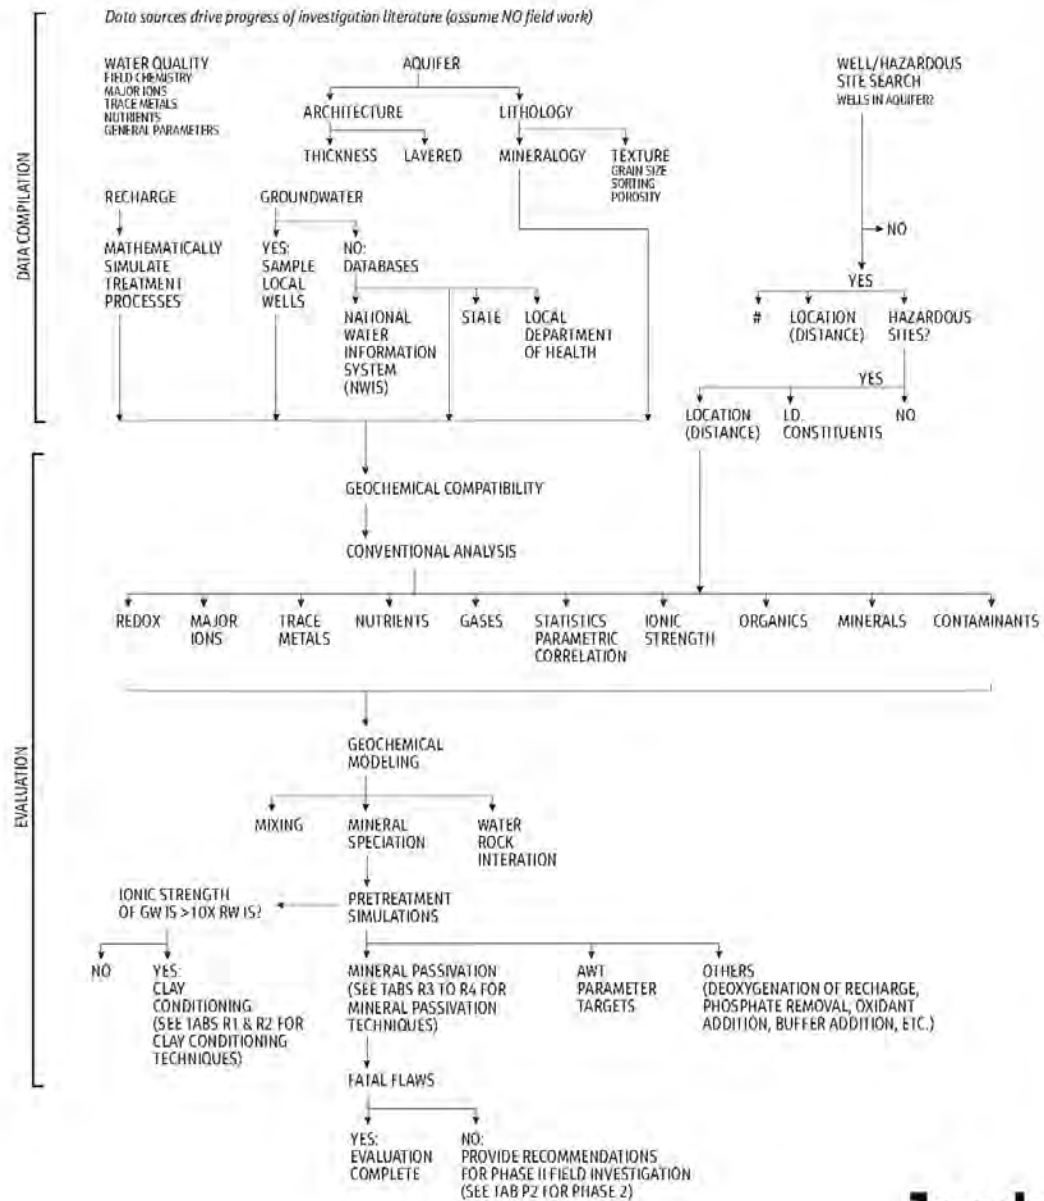 Data sources drive progress of investigation literature (assume NO field work)
WATER QUALITY
FIELD CHEMISTRY
MAJOR IONS
TRACE METALS
NUTRIENTS
GENERAL PARAMETERS
AQUIFER
WELL/HAZARDOUS
SITE SEARCH
WELLS IN AQUIFER?
ARCHITECTURE
LITHOLOGY
THICKNESS
LAYERED
MINERALOGY
TEXTURE
GRAIN SIZE
SORTING
POROSITY
DATA COMPILATION
RECHARGE
GROUNDWATER
NO
MATHEMATICALLY
SIMULATE
TREATMENT
PROCESSES
YES:
SAMPLE
LOCAL
WELLS
NO:
DATABASES
YES
NATIONAL
WATER
INFORMATION
SYSTEM
(NWIS)
STATE
LOCAL
DEPARTMENT
OF HEALTH
#
LOCATION
(DISTANCE)
HAZARDOUS
SITES?
YES
LOCATION
(DISTANCE)
I.D.
CONSTITUENTS
NO
GEOCHEMICAL COMPATIBILITY
CONVENTIONAL ANALYSIS
REDOX
MAJOR
IONS
TRACE
METALS
NUTRIENTS
GASES
STATISTICS
PARAMETRIC
CORRELATION
IONIC
STRENGTH
ORGANICS
MINERALS
CONTAMINANTS
EVALUATION
GEOCHEMICAL
MODELING
MIXING
MINERAL
SPECIATION
WATER
ROCK
INTERATION
IONIC STRENGTH
OF GW IS >10X RW IS?
PRETREATMENT
SIMULATIONS
NO
YES:
CLAY
CONDITIONING
(SEE TABS R1 & R2 FOR
CLAY CONDITIONING
TECHNIQUES)
MINERAL PASSIVATION
(SEE TABS R3 TO R4 FOR
MINERAL PASSIVATION
TECHNIQUES)
AWT
PARAMETER
TARGETS
OTHERS
(DEOXYGENATION OF RECHARGE,
PHOSPHATE REMOVAL, OXIDANT
ADDITION, BUFFER ADDITION, ETC.)
FATAL FLAWS
YES:
EVALUATION
COMPLETE
NO:
PROVIDE RECOMMENDATIONS
FOR PHASE II FIELD INVESTIGATION
(SEE TAB P2 FOR PHASE 2)